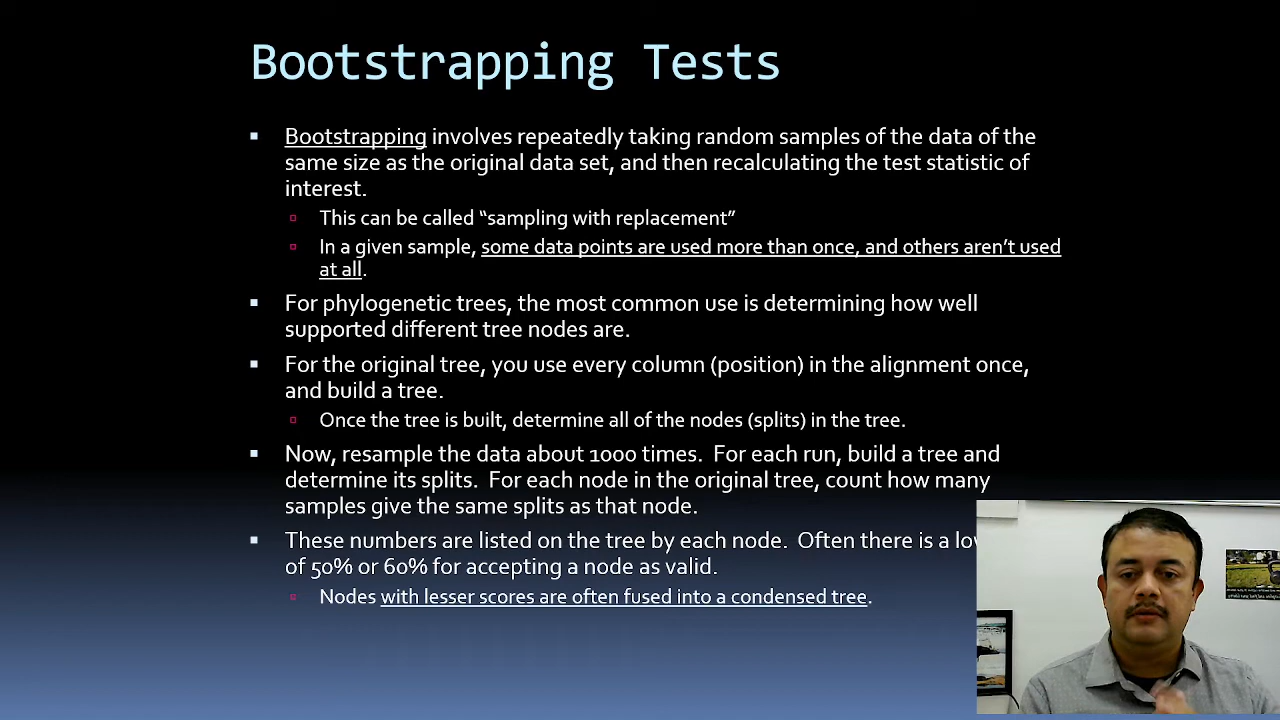 Bootstrapping Tests
Bootstrapping involves repeatedly taking random samples of the data of the
same size as the original data set, and then recalculating the test statistic of
interest.
This can be called “sampling with replacement”
In a given sample, some data points are used more than once, and others aren’t used
at all.
For phylogenetic trees, the most common use is determining how well
supported different tree nodes are.
For the original tree, you use every column (position) in the alignment once,
and build a tree.
Once the tree is built, determine all of the nodes (splits) in the tree.
Now, resample the data about 1000 times. For each run, build a tree and
determine its splits. For each node in the original tree, count how many
samples give the same splits as that node.
These numbers are listed on the tree by each node. Often there is a
of 50% or 60% for accepting a node as valid.
Nodes with lesser scores are often fused into a condensed tree.